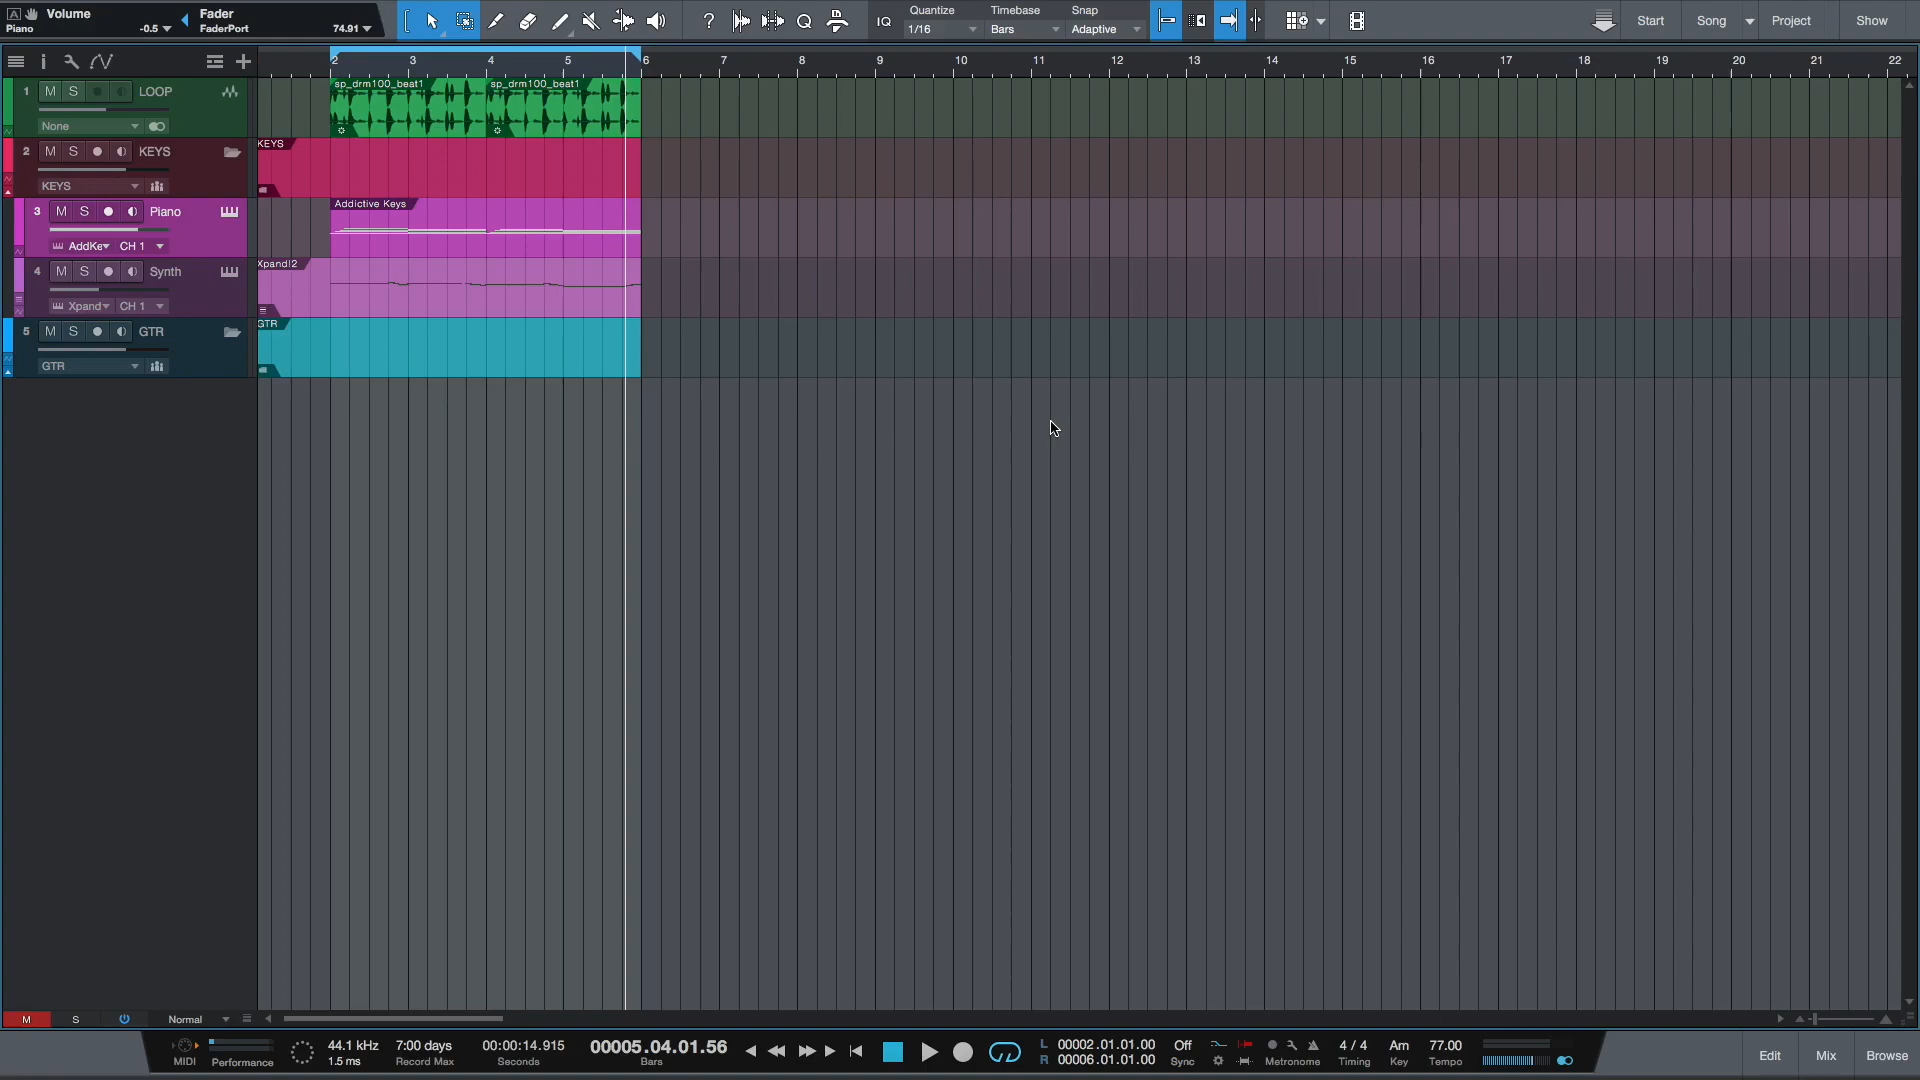 Volume
Piano -0.5
Fader
FaderPort 74.91
IQ
Quantize
1/16
Timebase
Bars
Snap
Adaptive
Start
Song
Project
Show
2 3 4 5 6 7 8 9 10 11 12 13 14 15 16 17 18 19 20 21 22
1 M S LOOP
None
sp_drm100_beat1 sp_drm100_beat1
2 M S KEYS
KEYS
KEYS
3 M S Piano
AddKe CH 1
Addictive Keys
4 M S Synth
Xpand CH 1
Xpand!2
5 M S GTR
GTR
GTR
M S Normal
MIDI
Performance
44.1 kHz
1.5 ms
7:00 days
Record Max
00:00:14.915
Seconds
00005.04.01.56
Bars
L 00002.01.01.00
R 00006.01.01.00
Off
Sync
Metronome
4 / 4
Timing
Am
Key
77.00
Tempo
Edit
Mix
Browse